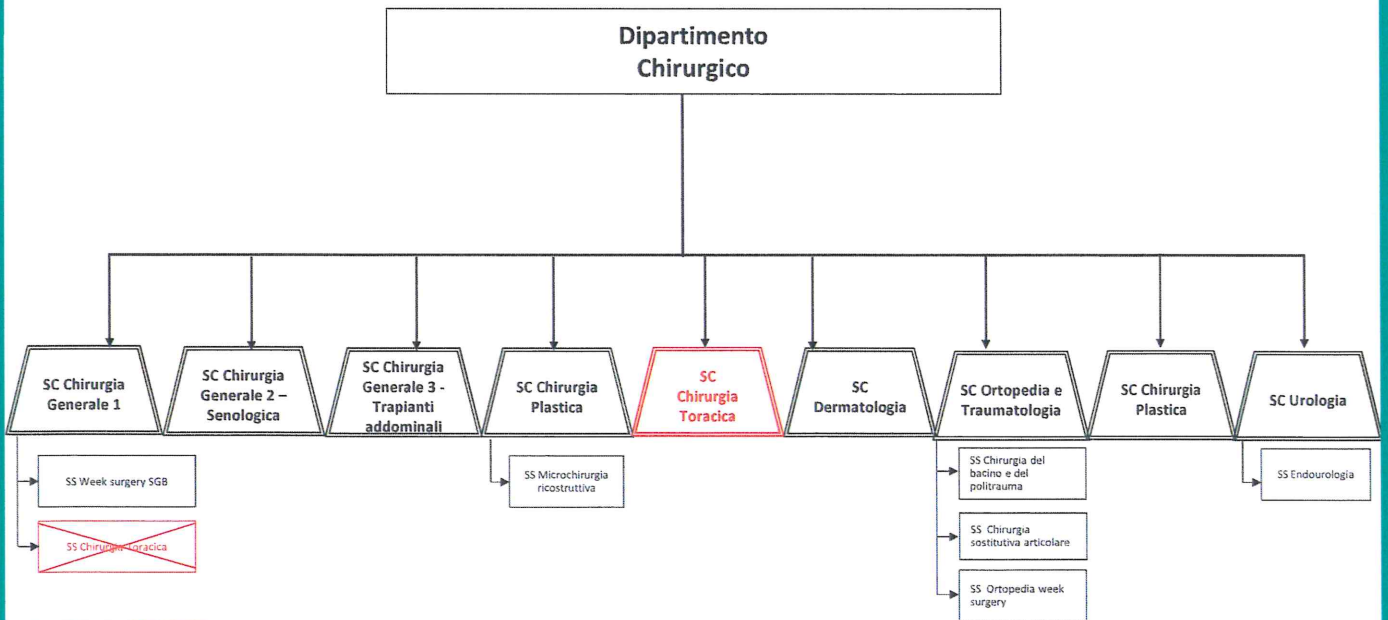 Dipartimento
Chirurgico
SC Chirurgia
Generale 1
SC Chirurgia
Generale 2 –
Senologica
SC Chirurgia
Generale 3 -
Trapianti
addominali
SC Chirurgia
Plastica
SC
Chirurgia
Toracica
SC
Dermatologia
SC Ortopedia e
Traumatologia
SC Chirurgia
Plastica
SC Urologia
SS Week surgery SGB
SS Chirurgia Toracica
SS Microchirurgia
ricostruttiva
SS Chirurgia del
bacino e del
politrauma
SS Chirurgia
sostitutiva articolare
SS Ortopedia week
surgery
SS Endourologia